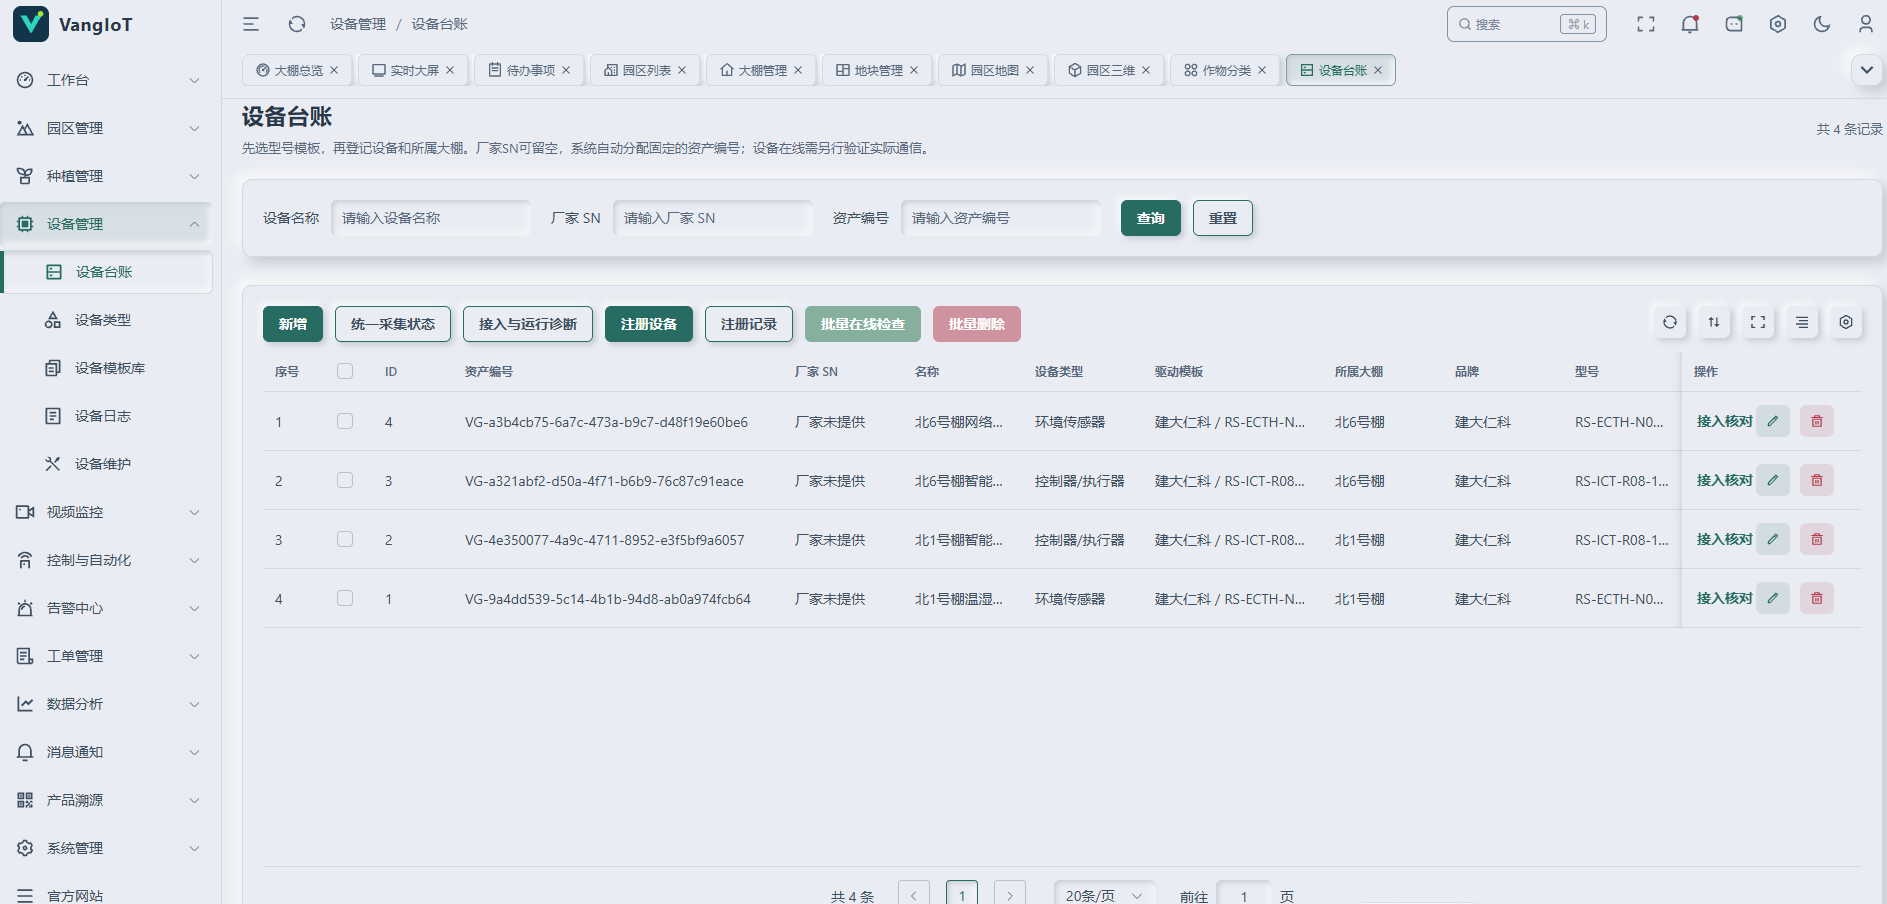 VangIoT
设备管理 / 设备台账
搜索
⌘ k
工作台
园区管理
种植管理
设备管理
设备台账
设备类型
设备模板库
设备日志
设备维护
视频监控
控制与自动化
告警中心
工单管理
数据分析
消息通知
产品溯源
系统管理
官方网站
大棚总览 实时大屏 待办事项 园区列表 大棚管理 地块管理 园区地图 园区三维 作物分类 设备台账
设备台账
共 4 条记录
先选型号模板，再登记设备和所属大棚。厂家SN可留空，系统自动分配固定的资产编号；设备在线需另行验证实际通信。
设备名称 请输入设备名称 厂家 SN 请输入厂家 SN 资产编号 请输入资产编号 查询 重置
新增 统一采集状态 接入与运行诊断 注册设备 注册记录 批量在线检查 批量删除
序号 ID 资产编号 厂家 SN 名称 设备类型 驱动模板 所属大棚 品牌 型号 操作
1 4 VG-a3b4cb75-6a7c-473a-b9c7-d48f19e60be6 厂家未提供 北6号棚网络... 环境传感器 建大仁科 / RS-ECTH-N... 北6号棚 建大仁科 RS-ECTH-N0... 接入核对
2 3 VG-a321abf2-d50a-4f71-b6b9-76c87c91eace 厂家未提供 北6号棚智能... 控制器/执行器 建大仁科 / RS-ICT-R08... 北6号棚 建大仁科 RS-ICT-R08-1... 接入核对
3 2 VG-4e350077-4a9c-4711-8952-e3f5bf9a6057 厂家未提供 北1号棚智能... 控制器/执行器 建大仁科 / RS-ICT-R08... 北1号棚 建大仁科 RS-ICT-R08-1... 接入核对
4 1 VG-9a4dd539-5c14-4b1b-94d8-ab0a974fcb64 厂家未提供 北1号棚温湿... 环境传感器 建大仁科 / RS-ECTH-N... 北1号棚 建大仁科 RS-ECTH-N0... 接入核对
共 4 条 1 20条/页 前往 1 页